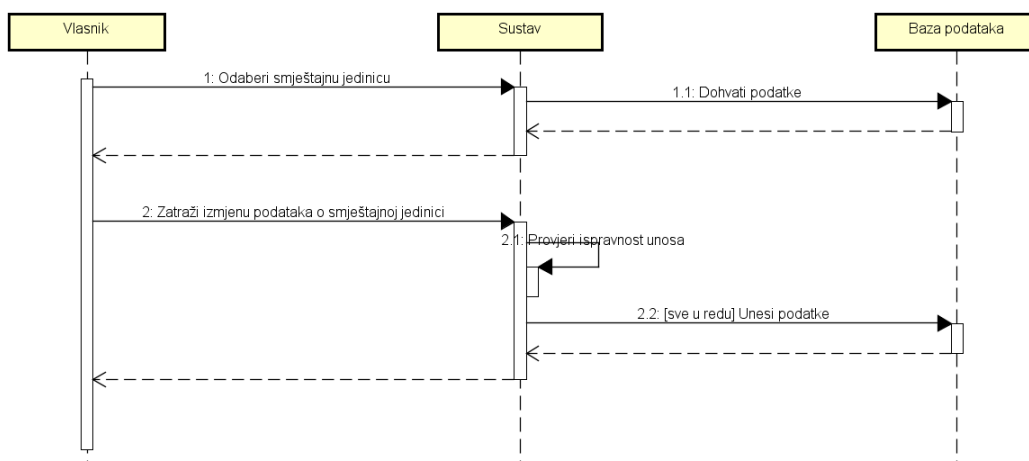 Vlasnik
Sustav
Baza podataka
1: Odaberi smještajnu jedinicu
1.1: Dohvati podatke
2: Zatraži izmjenu podataka o smještajnoj jedinici
2.1: Provjeri ispravnost unosa
2.2: [sve u redu] Unesi podatke